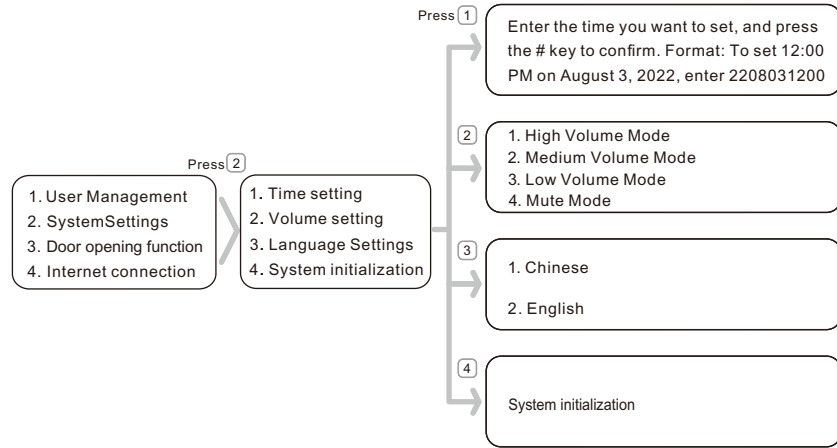 Press 1
Enter the time you want to set, and press
the # key to confirm. Format: To set 12:00
PM on August 3, 2022, enter 2208031200
2
1. High Volume Mode
2. Medium Volume Mode
3. Low Volume Mode
4. Mute Mode
Press 2
1. User Management
2. SystemSettings
3. Door opening function
4. Internet connection
1. Time setting
2. Volume setting
3. Language Settings
4. System initialization
3
1. Chinese
2. English
4
System initialization